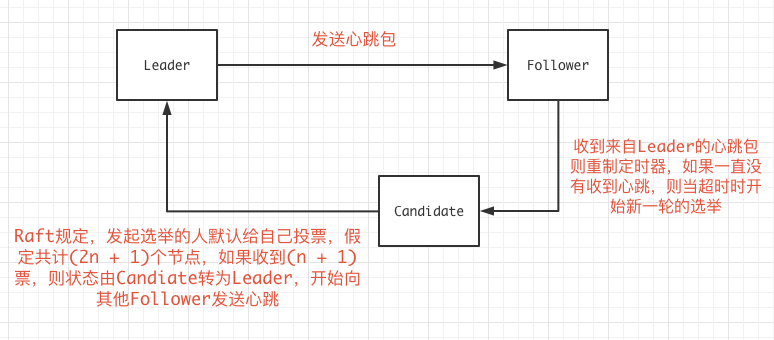 发送心跳包
Leader
Follower
收到来自Leader的心跳包
则重制定时器，如果一直没
有收到心跳，则当超时时开
始新一轮的选举
Candidate
Raft规定，发起选举的人默认给自己投票，假
定共计(2n + 1)个节点，如果收到(n + 1)
票，则状态由Candiate转为Leader，开始向
其他Follower发送心跳